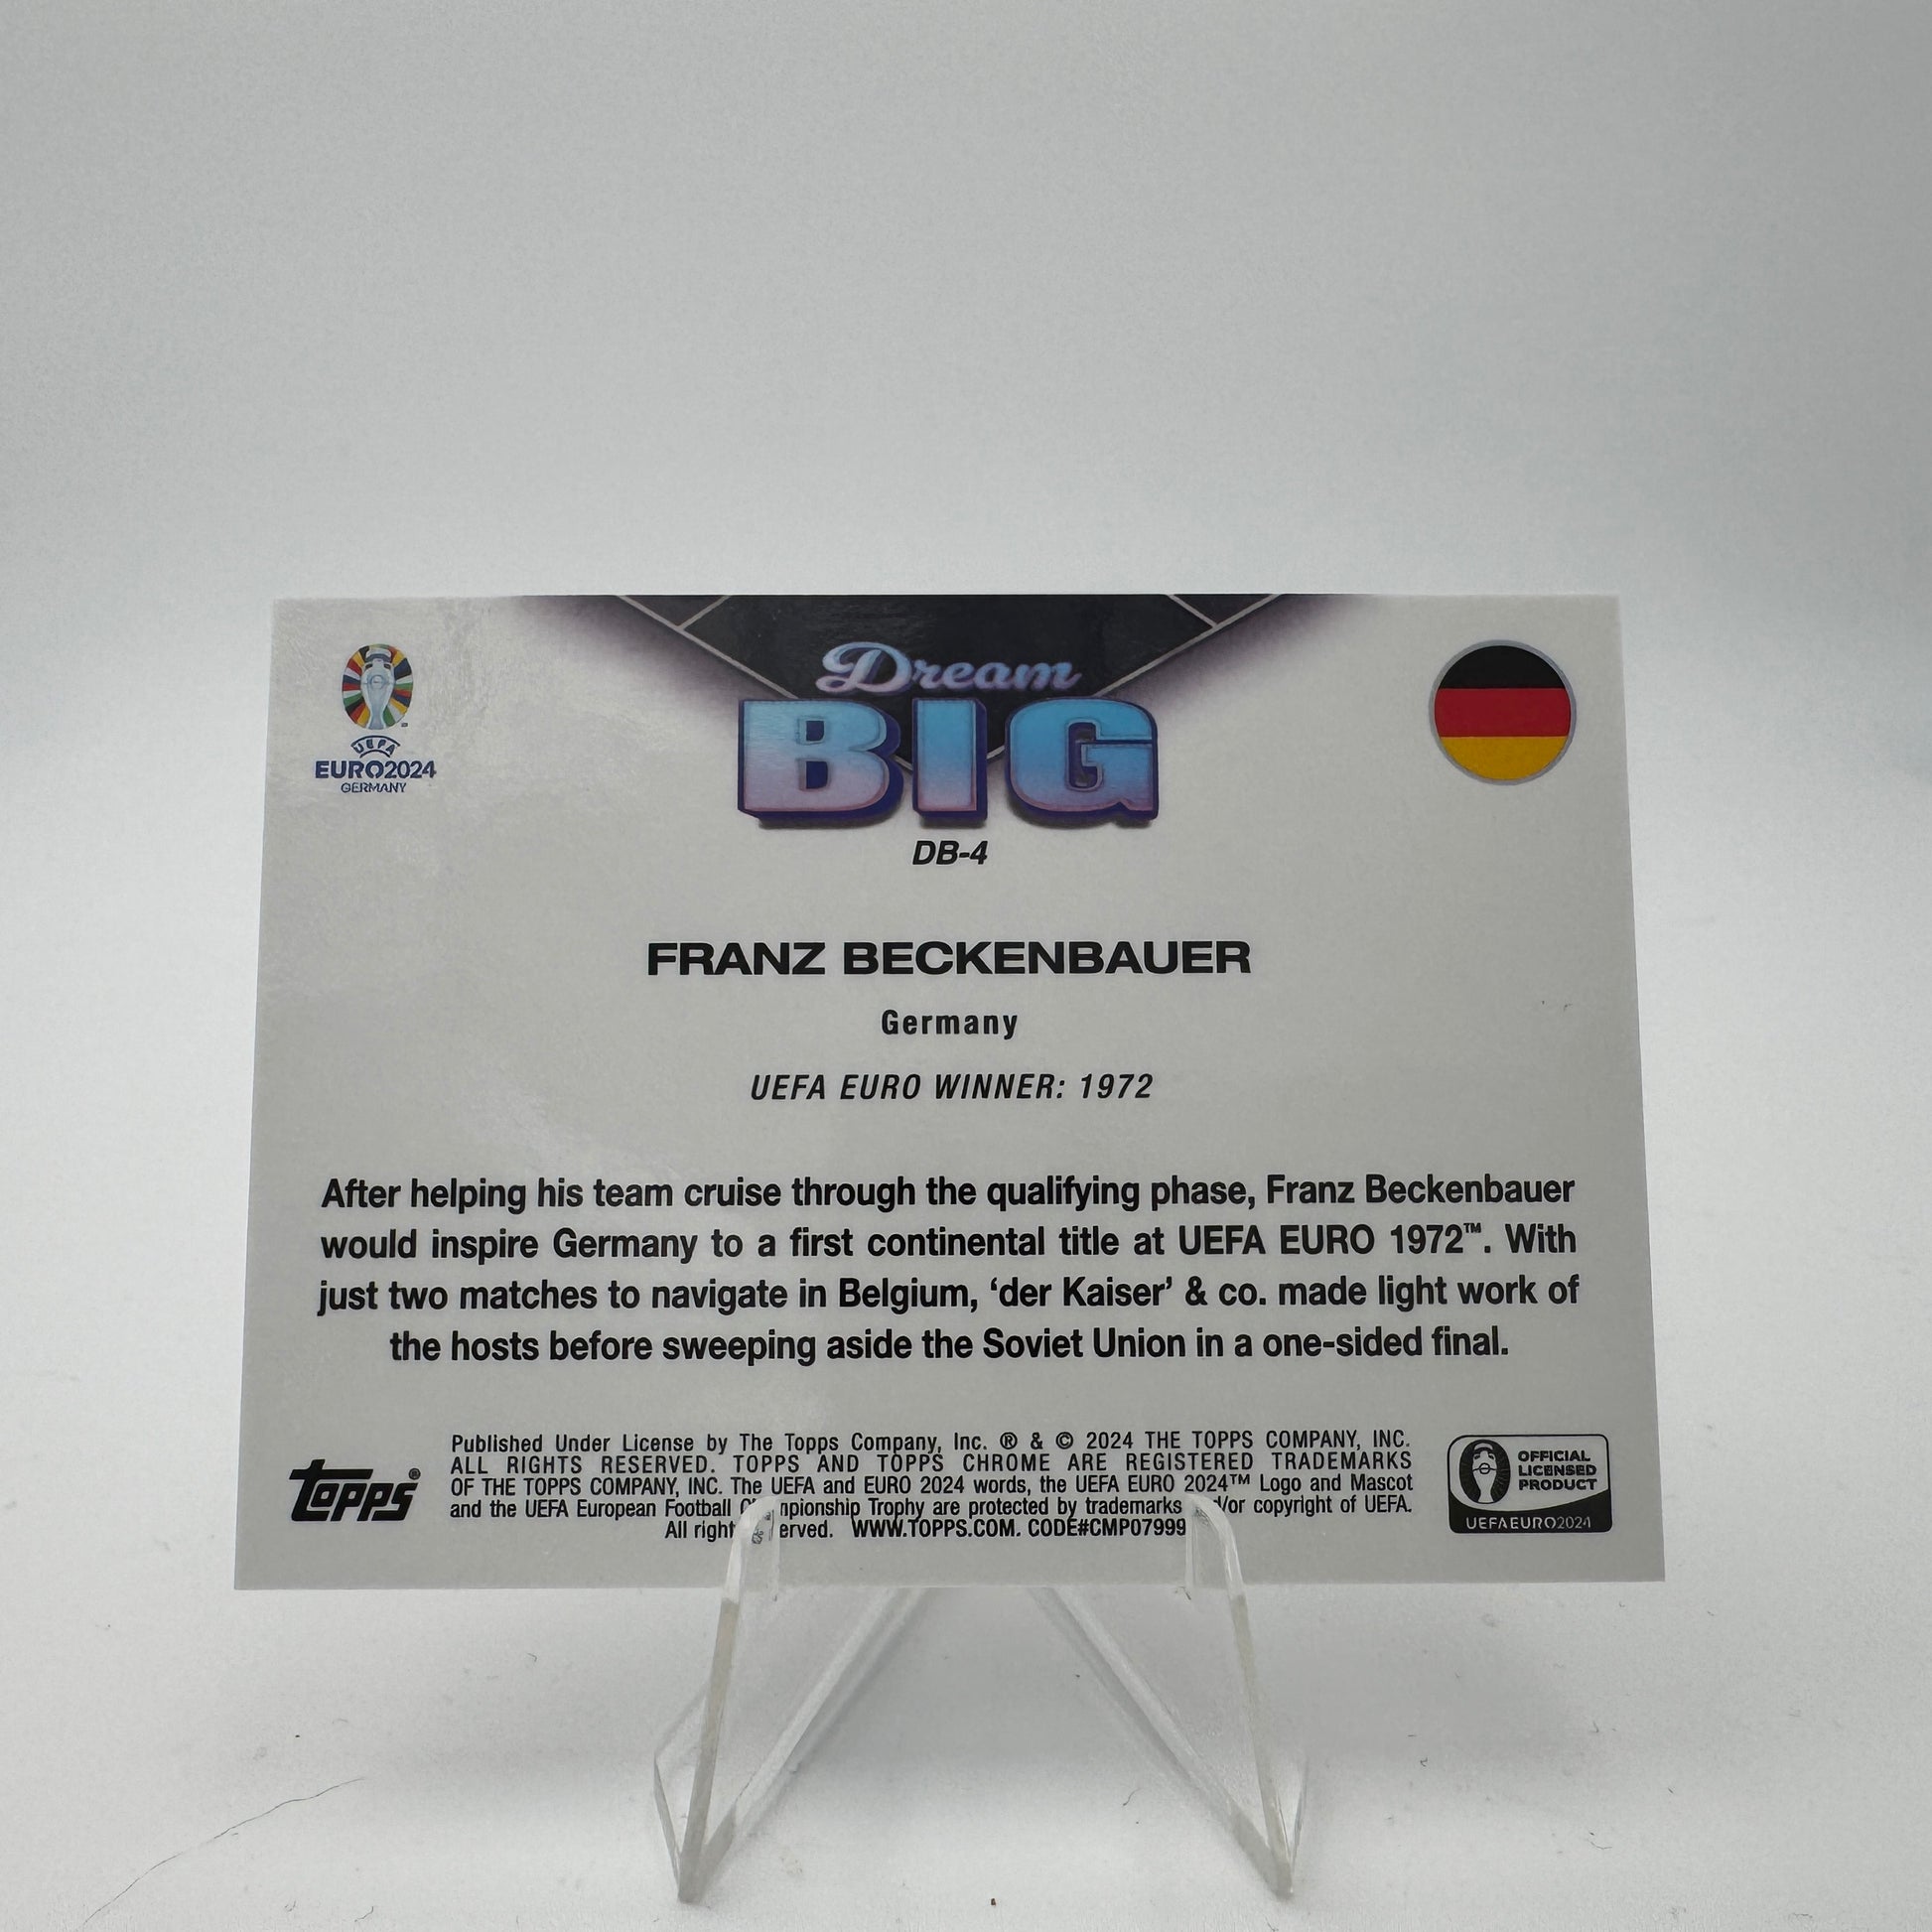 Dream
BIG
DB-4
UEFA
EURO2024
GERMANY
FRANZ BECKENBAUER
Germany
UEFA EURO WINNER: 1972
After helping his team cruise through the qualifying phase, Franz Beckenbauer
would inspire Germany to a first continental title at UEFA EURO 1972™. With
just two matches to navigate in Belgium, ‘der Kaiser’ & co. made light work of
the hosts before sweeping aside the Soviet Union in a one-sided final.
topps®
Published Under License by The Topps Company, Inc. ® & © 2024 THE TOPPS COMPANY, INC.
ALL RIGHTS RESERVED. TOPPS AND TOPPS CHROME ARE REGISTERED TRADEMARKS
OF THE TOPPS COMPANY, INC. The UEFA and EURO 2024 words, the UEFA EURO 2024™ Logo and Mascot
and the UEFA European Football Trophy are protected by trademarks copyright of UEFA.
All WWW.TOPPS.COM. CODE#CMP07999
OFFICIAL
LICENSED
PRODUCT
UEFAEURO2024